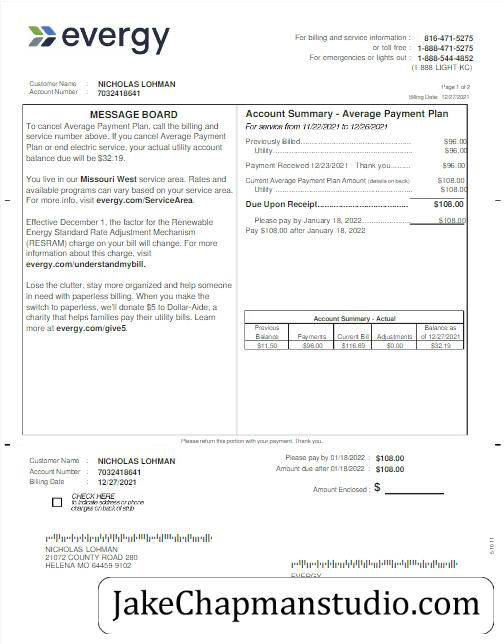 evergy
For billing and service information : 816-471-5275
or toll free : 1-888-471-5275
For emergencies or lights out : 1-888-544-4852
(1 888 LIGHT KC)
Customer Name : NICHOLAS LOHMAN
Account Number : 7032418641
Page 1 of 2
Billing Date: 12/27/2021
MESSAGE BOARD
To cancel Average Payment Plan, call the billing and
service number above. If you cancel Average Payment
Plan or end electric service, your actual utility account
balance due will be $32.19.
You live in our Missouri West service area. Rates and
available programs can vary based on your service area.
For more info, visit evergy.com/ServiceArea.
Effective December 1, the factor for the Renewable
Energy Standard Rate Adjustment Mechanism
(RESRAM) charge on your bill will change. For more
information about this charge, visit
evergy.com/understandmybill.
Lose the clutter, stay more organized and help someone
in need with paperless billing. When you make the
switch to paperless, we'll donate $5 to Dollar-Aide, a
charity that helps families pay their utility bills. Learn
more at evergy.com/give5.
Account Summary - Average Payment Plan
For service from 11/22/2021 to 12/26/2021
Previously Billed $96.00
Utility $96.00
Payment Received 12/23/2021 Thank you $96.00
Current Average Payment Plan Amount (details on back) $108.00
Utility $108.00
Due Upon Receipt $108.00
Please pay by January 18, 2022 $108.00
Pay $108.00 after January 18, 2022
Account Summary - Actual
Previous Balance Payments Current Bill Adjustments Balance as of 12/27/2021
$11.50 $96.00 $116.69 $0.00 $32.19
Please return this portion with your payment. Thank you.
Customer Name : NICHOLAS LOHMAN
Account Number : 7032418641
Billing Date : 12/27/2021
Please pay by 01/18/2022 : $108.00
Amount due after 01/18/2022 : $108.00
Amount Enclosed : $
CHECK HERE
to indicate address or phone
changes on back of stub
NICHOLAS LOHMAN
21072 COUNTY ROAD 280
HELENA MO 64459-9102
EVERGY
JakeChapmanstudio.com